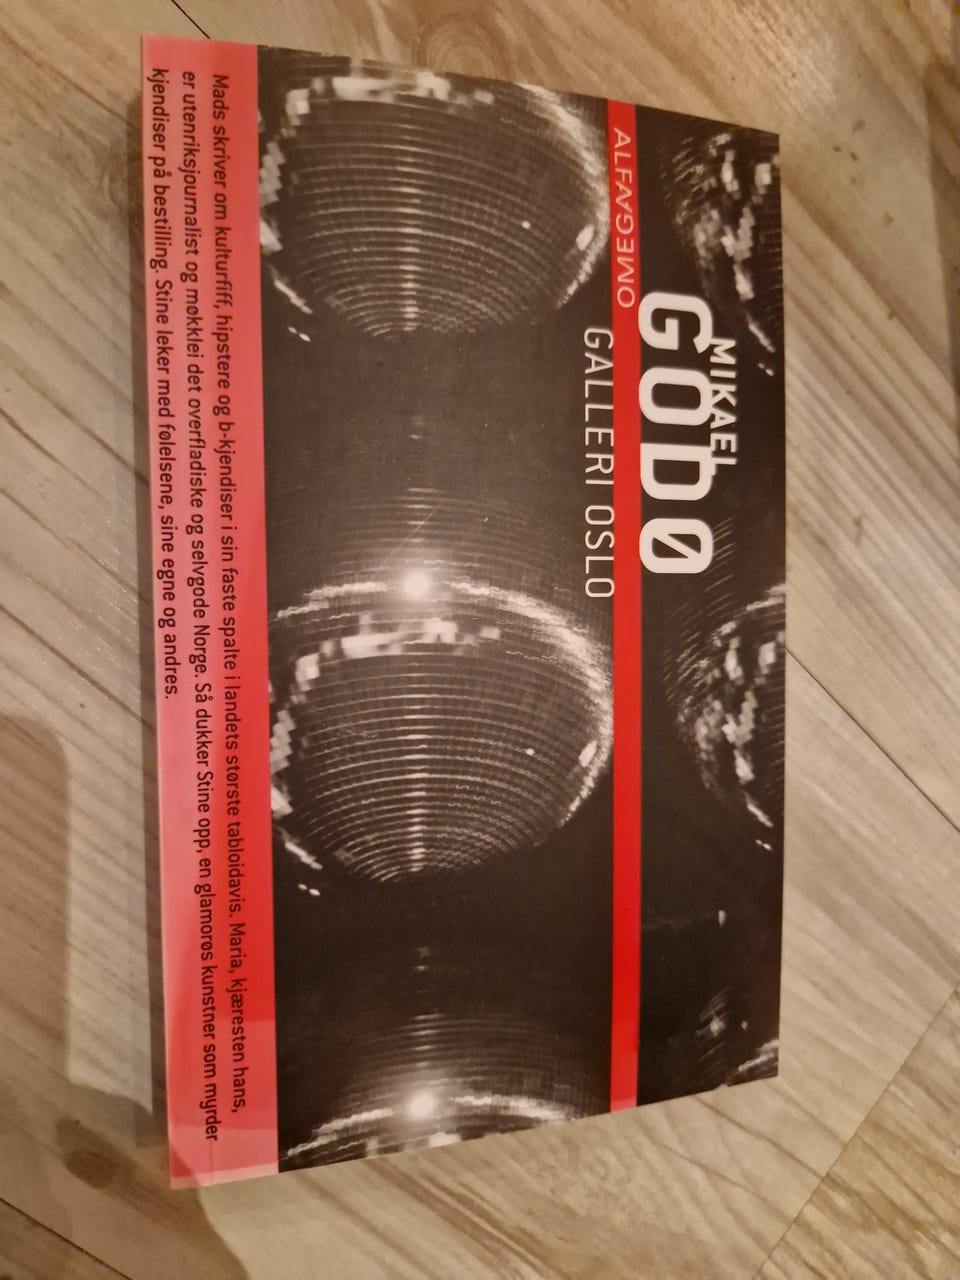 MIKAEL
GODØ
ALFAOMEGA
GALLERI OSLO
Mads skriver om kulturfiff, hipstere og b-kjendiser i sin faste spalte i landets største tabloidavis. Maria, kjæresten hans,
er utenriksjournalist og møkklei det overfladiske og selvgode Norge. Så dukker Stine opp, en glamorøs kunstner som myrder
kjendiser på bestilling. Stine leker med følelsene, sine egne og andres.